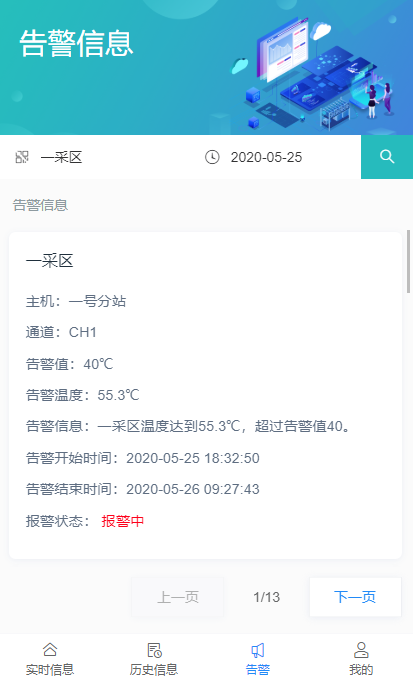 告警信息
一采区 2020-05-25
告警信息
一采区
主机：一号分站
通道：CH1
告警值：40℃
告警温度：55.3℃
告警信息：一采区温度达到55.3℃，超过告警值40。
告警开始时间：2020-05-25 18:32:50
告警结束时间：2020-05-26 09:27:43
报警状态： 报警中
上一页 1/13 下一页
实时信息 历史信息 告警 我的